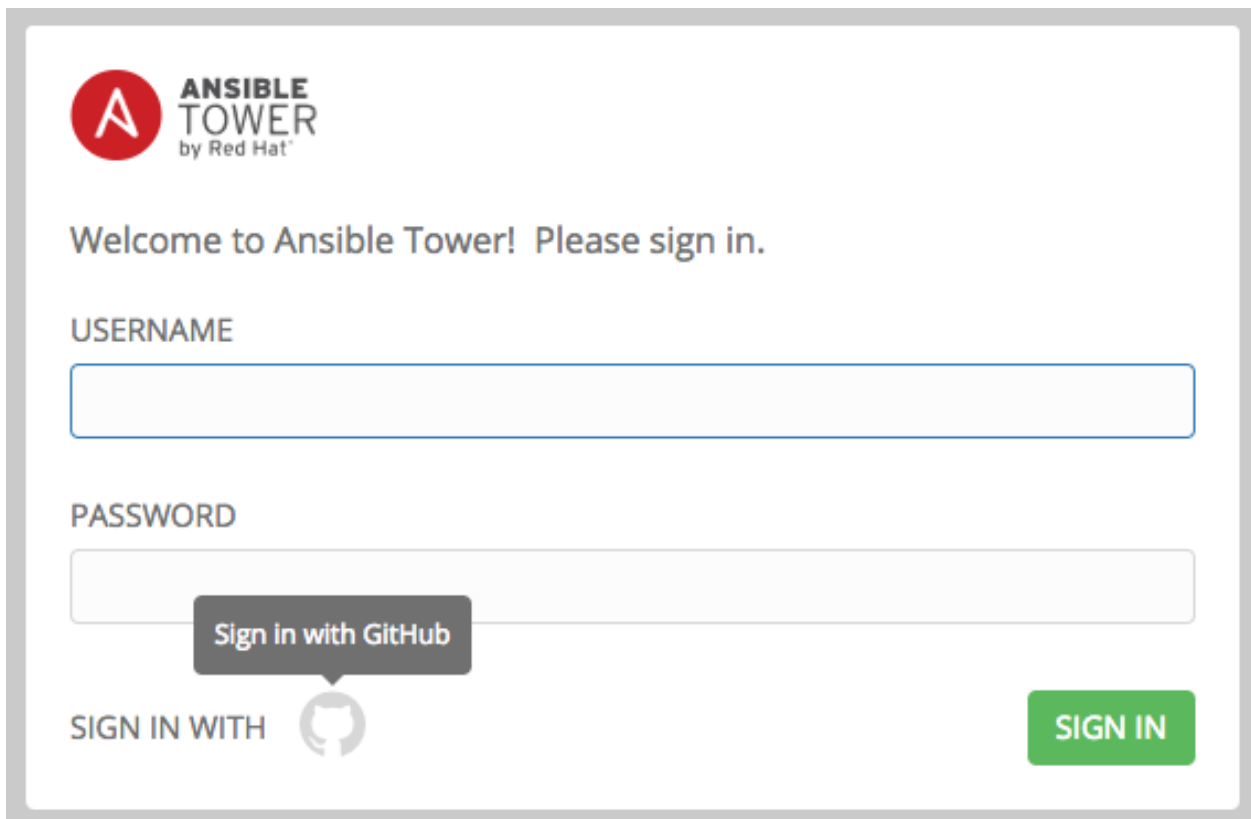 ANSIBLE
TOWER
by Red Hat®
Welcome to Ansible Tower! Please sign in.
USERNAME
PASSWORD
Sign in with GitHub
SIGN IN WITH
SIGN IN